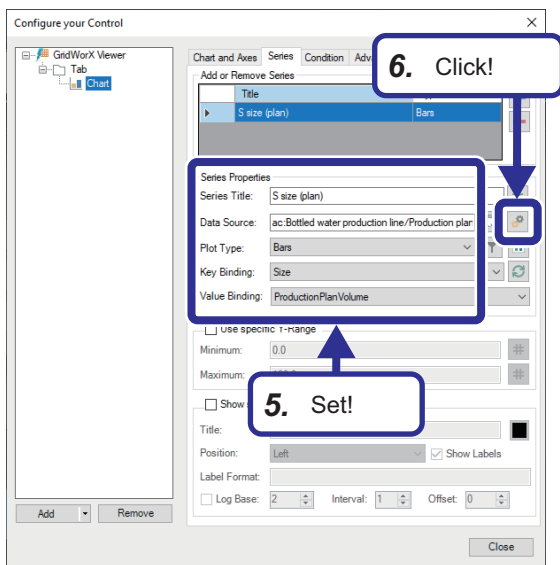 Configure your Control
GridWorX Viewer
Tab
Chart
Chart and Axes Series Condition
6. Click!
Add or Remove Series
Title
S size (plan) Bars
Series Properties
Series Title: S size (plan)
Data Source: ac:Bottled water production line/Production plan
Plot Type: Bars
Key Binding: Size
Value Binding: ProductionPlanVolume
Use specific Y-Range
Minimum: 0.0
Maximum:
5. Set!
Show
Title:
Position: Left Show Labels
Label Format:
Log Base: 2 Interval: 1 Offset: 0
Add Remove
Close